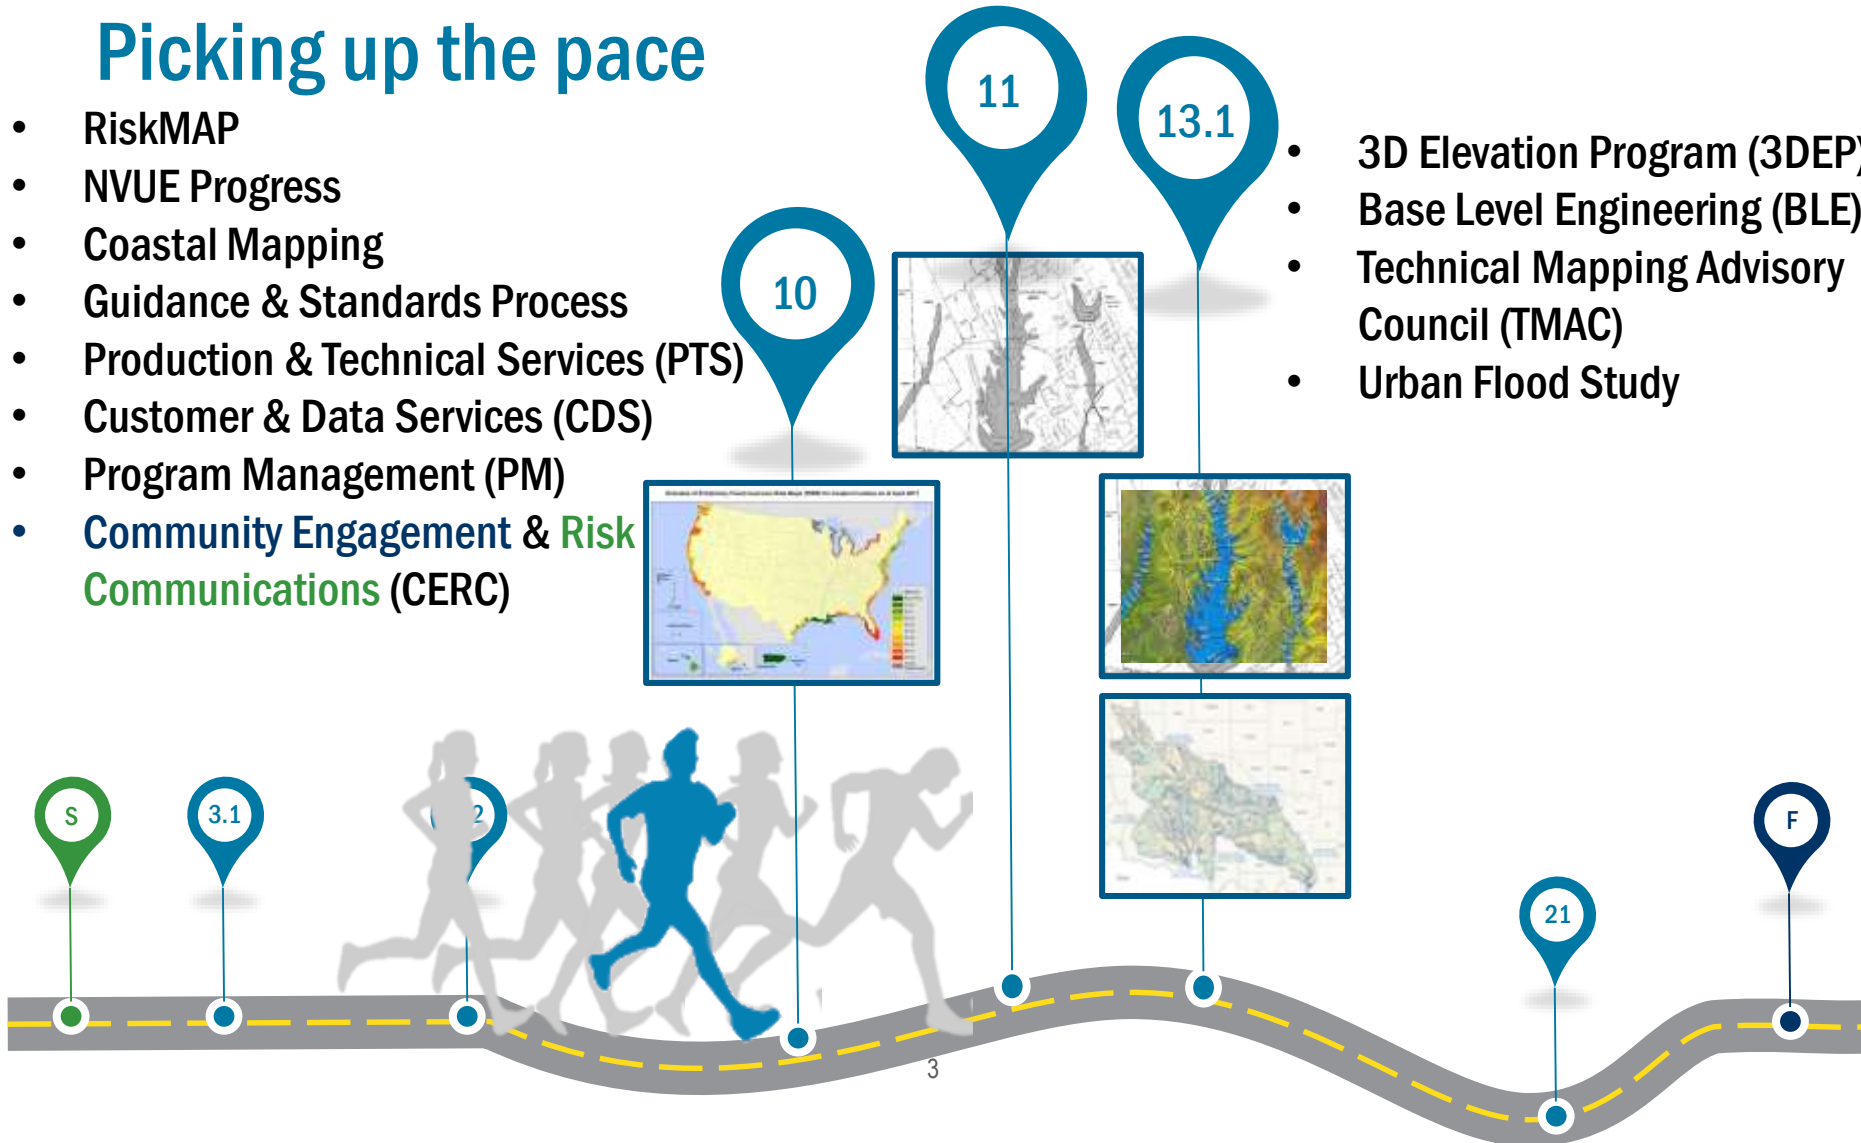 Picking up the pace
• RiskMAP
• NVUE Progress
• Coastal Mapping
• Guidance & Standards Process
• Production & Technical Services (PTS)
• Customer & Data Services (CDS)
• Program Management (PM)
• Community Engagement & Risk
Communications (CERC)
10
11
13.1
• 3D Elevation Program (3DEP)
• Base Level Engineering (BLE)
• Technical Mapping Advisory
Council (TMAC)
• Urban Flood Study
S
3.1
2
21
F
3